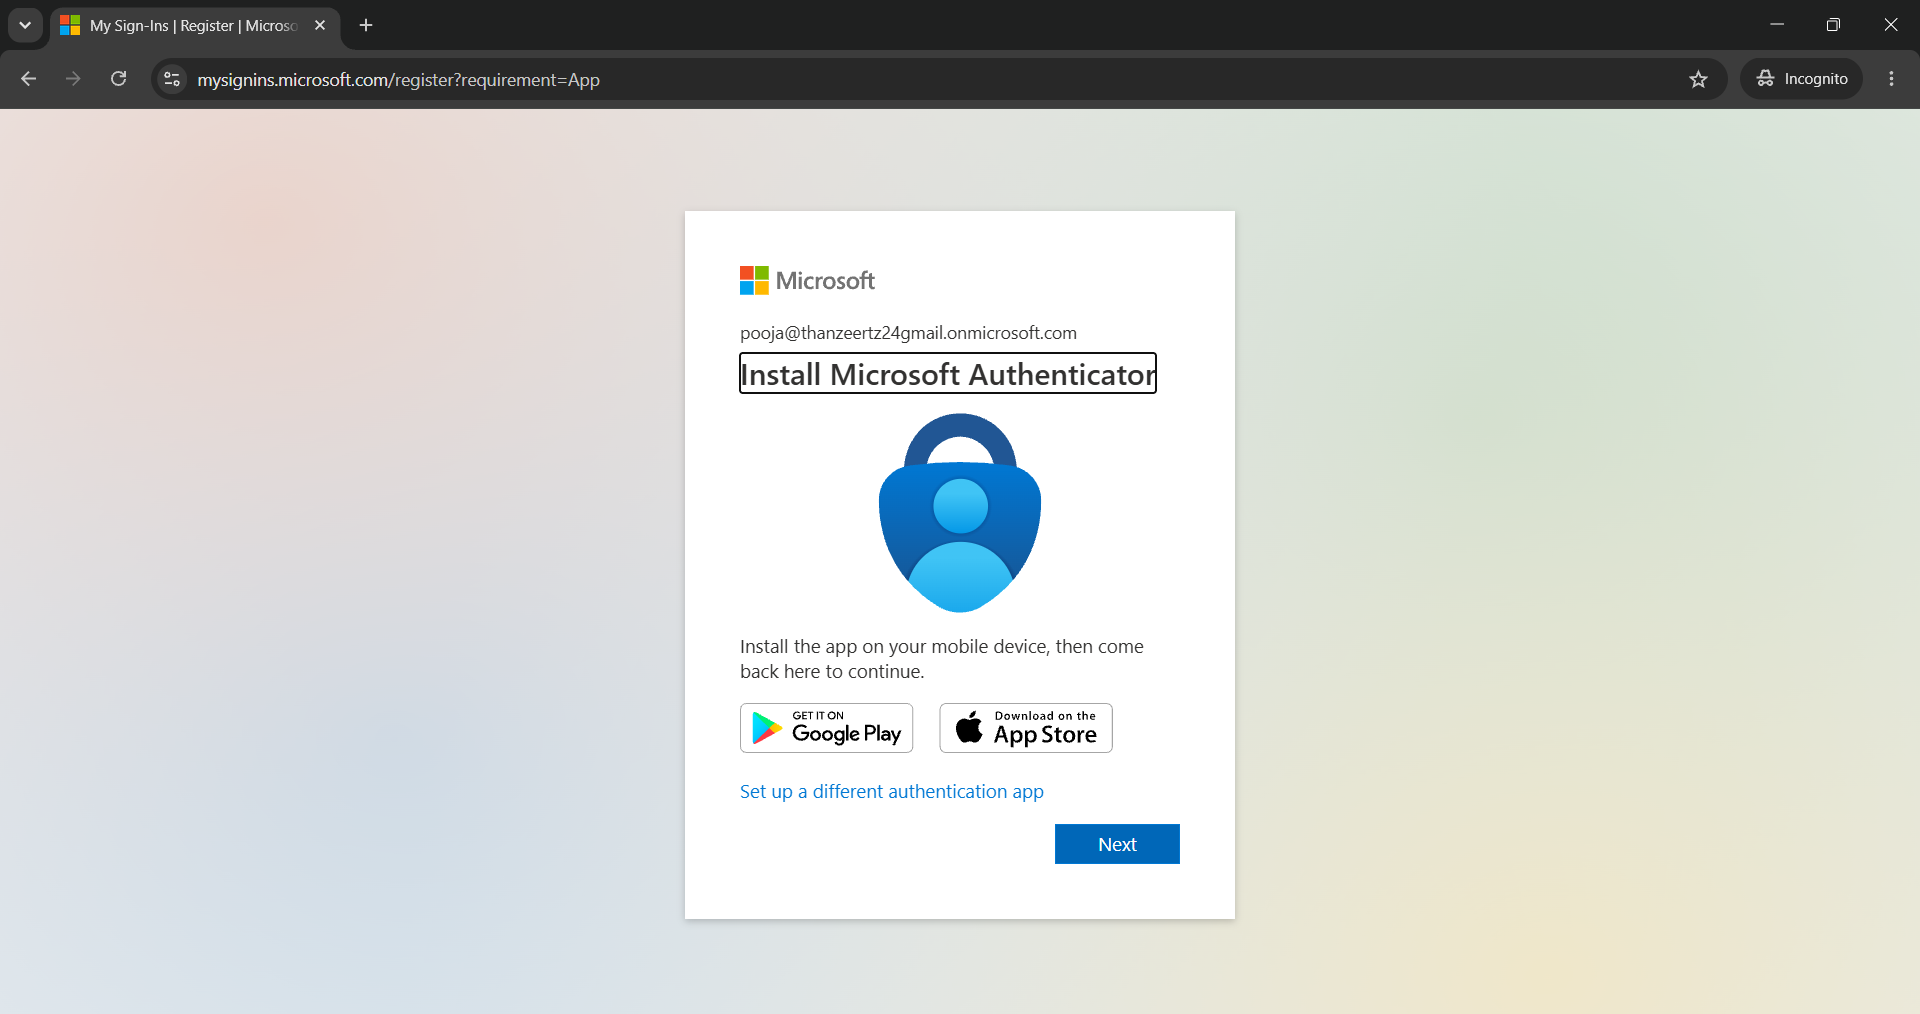 My Sign-Ins | Register | Microso
mysignins.microsoft.com/register?requirement=App
Incognito
Microsoft
pooja@thanzeertz24gmail.onmicrosoft.com
Install Microsoft Authenticator
Install the app on your mobile device, then come
back here to continue.
GET IT ON
Google Play
Download on the
App Store
Set up a different authentication app
Next